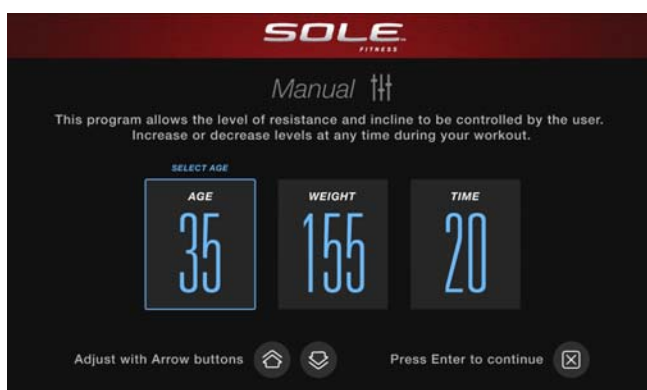 SOLE
FITNESS
Manual
This program allows the level of resistance and incline to be controlled by the user.
Increase or decrease levels at any time during your workout.
SELECT AGE
AGE WEIGHT TIME
35 155 20
Adjust with Arrow buttons Press Enter to continue